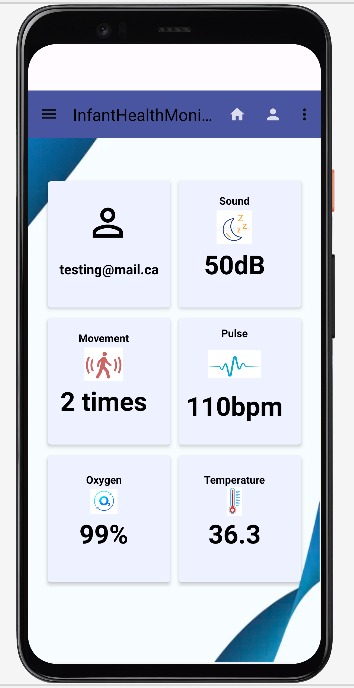 InfantHealthMoni...
testing@mail.ca
Sound
z
z
z
50dB
Movement
2 times
Pulse
110bpm
Oxygen
99%
Temperature
36.3